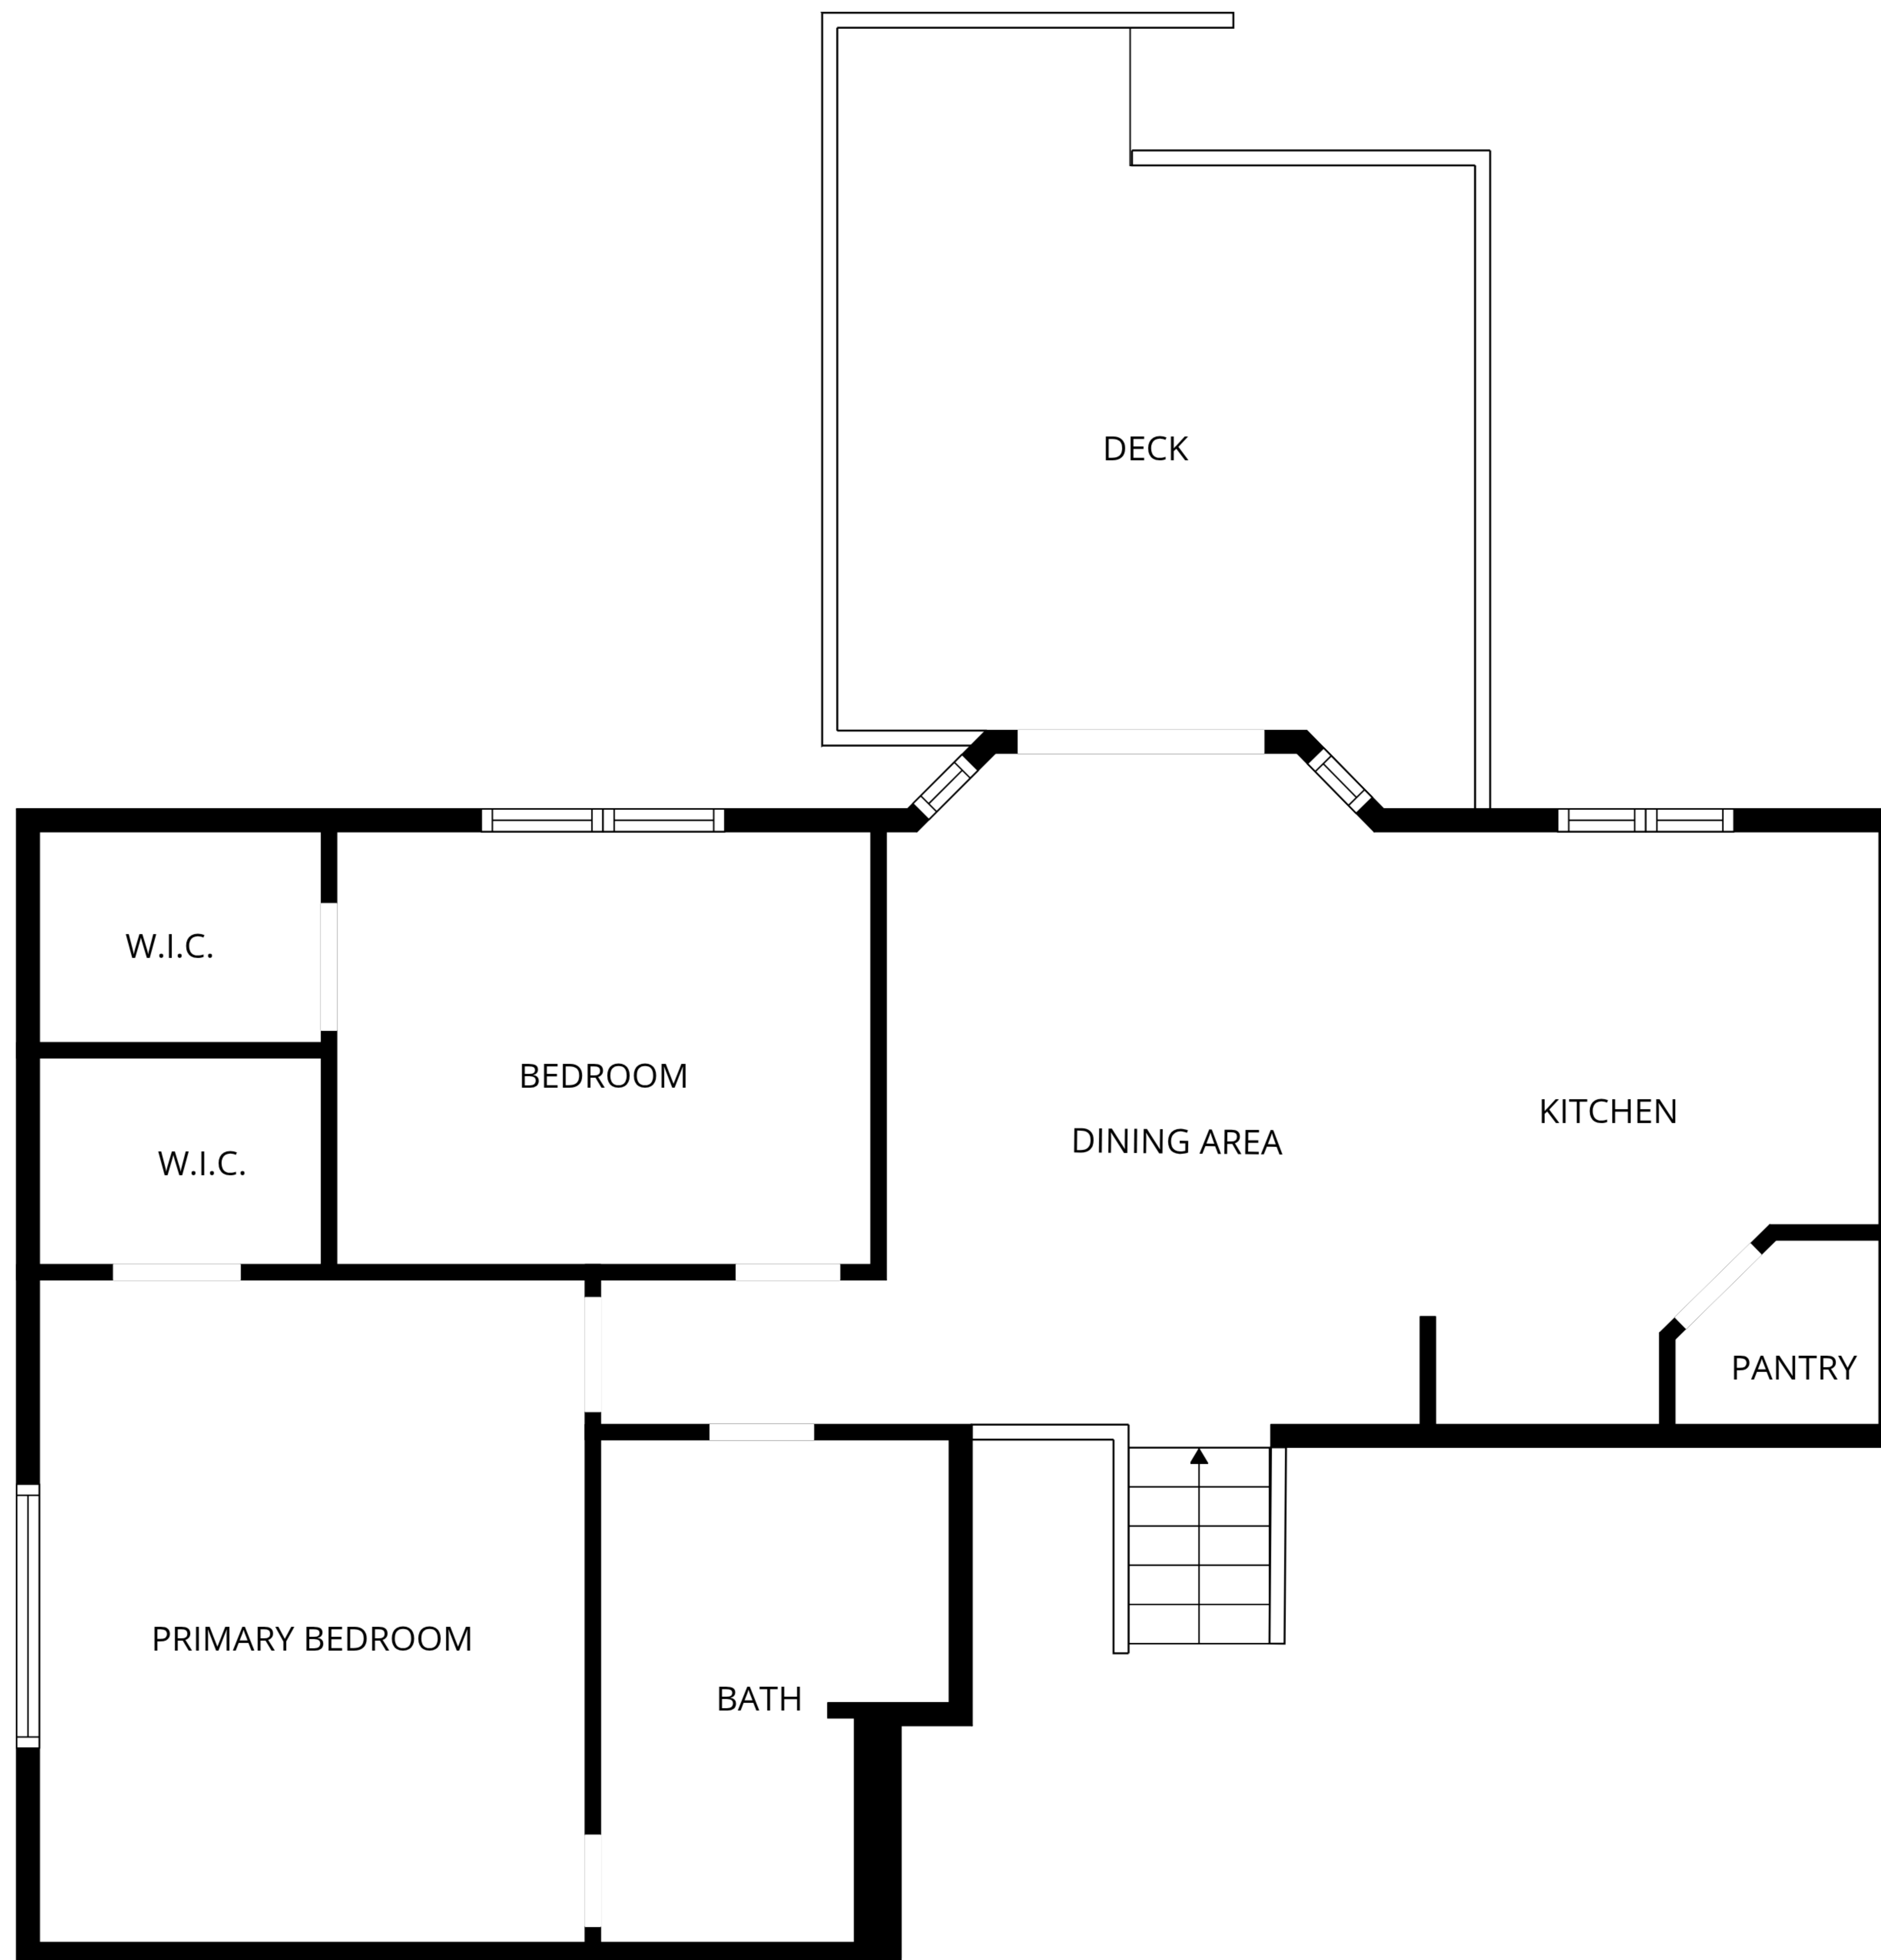 DECK
W.I.C.
BEDROOM
KITCHEN
DINING AREA
W.I.C.
PANTRY
PRIMARY BEDROOM
BATH